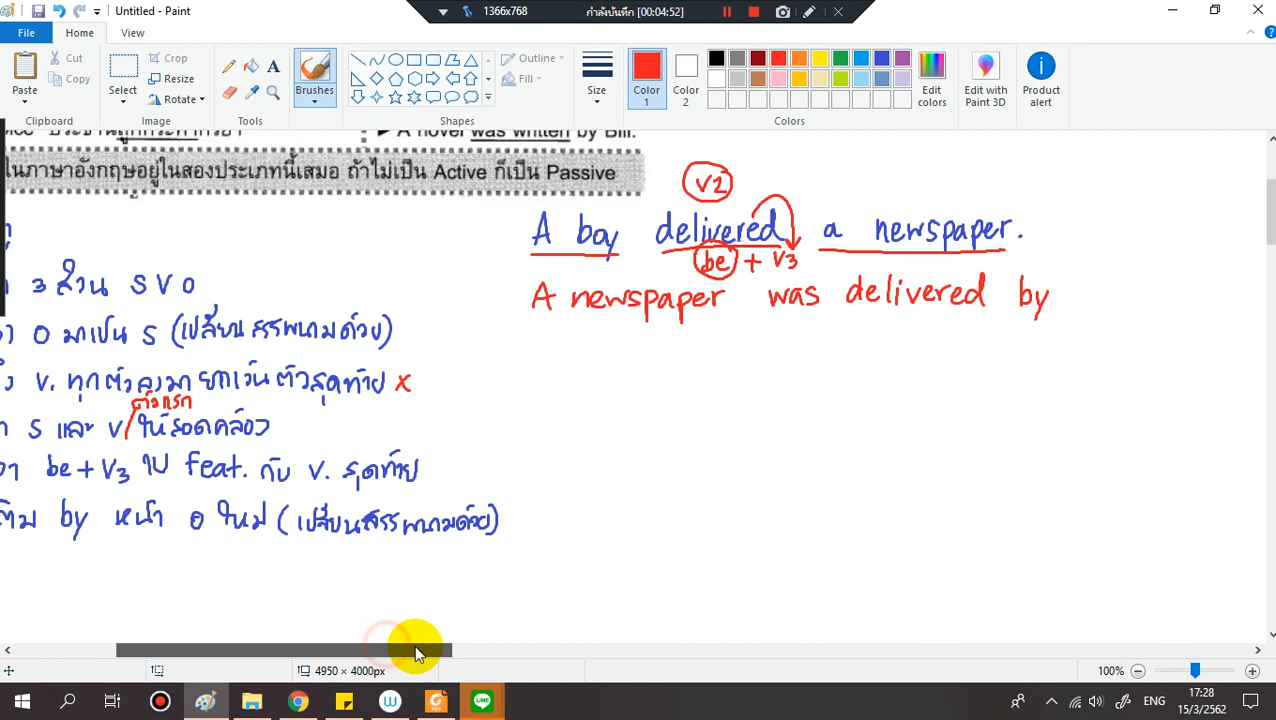 Untitled - Paint
1366x768
กำลังบันทึก [00:04:52]
File
Home
View
Paste
Cut
Copy
Clipboard
Select
Crop
Resize
Rotate
Image
Brushes
Outline
Fill
Shapes
Size
Color 1
Color 2
Edit colors
Edit with Paint 3D
Product alert
Colors
A novel was written by Bill.
ในภาษาอังกฤษอยู่ในสองประเภทนี้เสมอ ถ้าไม่เป็น Active ก็เป็น Passive
v2
A boy delivered a newspaper.
be + v3
A newspaper was delivered by
3 ส่วน S V O
O มาเป็น S (เปลี่ยนสรรพนามด้วย)
v. ทุกตัวลงมา ยกเว้นตัวสุดท้าย x
ตัวแรก
S และ v/ให้สอดคล้อง
be + V3 ไป feat. กับ v. สุดท้าย
by หน้า O ใหม่ (เปลี่ยนสรรพนามด้วย)
4950 × 4000px
100%
ENG
17:28
15/3/2562